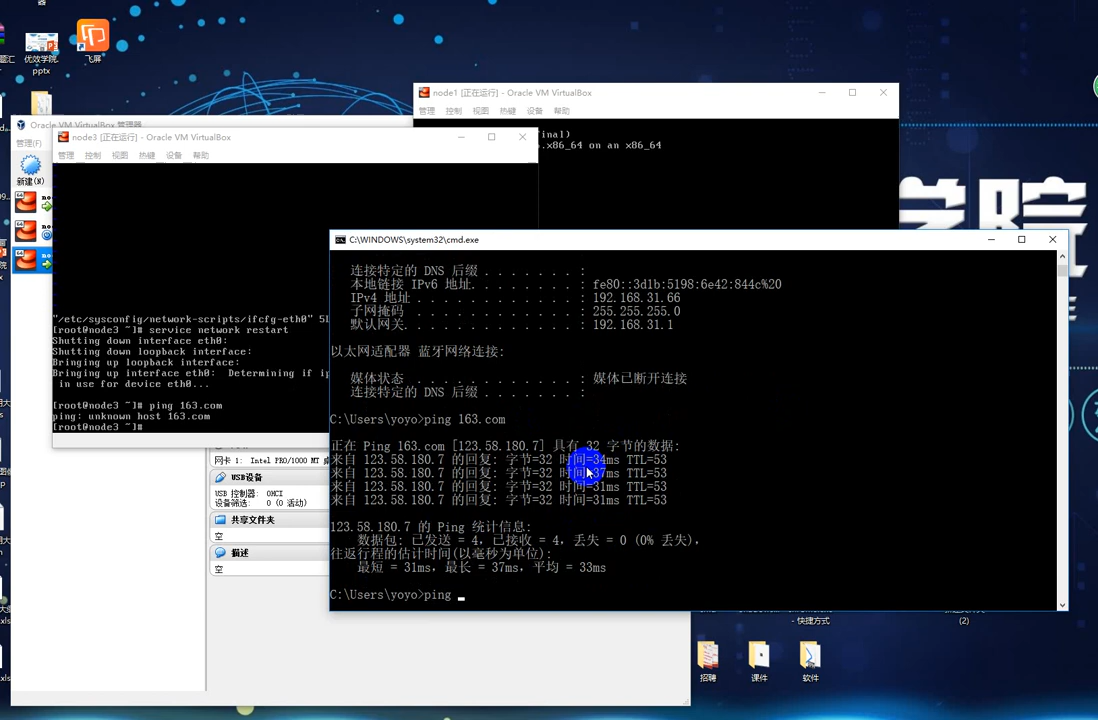 器
优效学院.
pptx
飞屏
node1 [正在运行] - Oracle VM VirtualBox
管理 控制 视图 热键 设备 帮助
inal)
.x86_64 on an x86_64
Oracle VM VirtualBox 管理器
管理(F)
新建(N)
node3 [正在运行] - Oracle VM VirtualBox
管理 控制 视图 热键 设备 帮助
"/etc/sysconfig/network-scripts/ifcfg-eth0" 5L
[root@node3 ~]# service network restart
Shutting down interface eth0:
Shutting down loopback interface:
Bringing up loopback interface:
Bringing up interface eth0:  Determining if ip
 in use for device eth0...
[root@node3 ~]# ping 163.com
ping: unknown host 163.com
[root@node3 ~]#
网卡 1: Intel PRO/1000 MT
USB设备
USB 控制器: OHCI
设备筛选: 0 (0 活动)
共享文件夹
空
描述
空
C:\WINDOWS\system32\cmd.exe
连接特定的 DNS 后缀 . . . . . . . :
本地链接 IPv6 地址. . . . . . . . : fe80::3d1b:5198:6e42:844c%20
IPv4 地址 . . . . . . . . . . . . : 192.168.31.66
子网掩码 . . . . . . . . . . . . : 255.255.255.0
默认网关. . . . . . . . . . . . . : 192.168.31.1
以太网适配器 蓝牙网络连接:
媒体状态 . . . . . . . . . . . . : 媒体已断开连接
连接特定的 DNS 后缀 . . . . . . . :
C:\Users\yoyo>ping 163.com
正在 Ping 163.com [123.58.180.7] 具有 32 字节的数据:
来自 123.58.180.7 的回复: 字节=32 时间=34ms TTL=53
来自 123.58.180.7 的回复: 字节=32 时间=37ms TTL=53
来自 123.58.180.7 的回复: 字节=32 时间=31ms TTL=53
来自 123.58.180.7 的回复: 字节=32 时间=31ms TTL=53
123.58.180.7 的 Ping 统计信息:
数据包: 已发送 = 4，已接收 = 4，丢失 = 0 (0% 丢失)，
往返行程的估计时间(以毫秒为单位):
最短 = 31ms，最长 = 37ms，平均 = 33ms
C:\Users\yoyo>ping _
学院
- 快捷方式
(2)
招聘
课件
软件